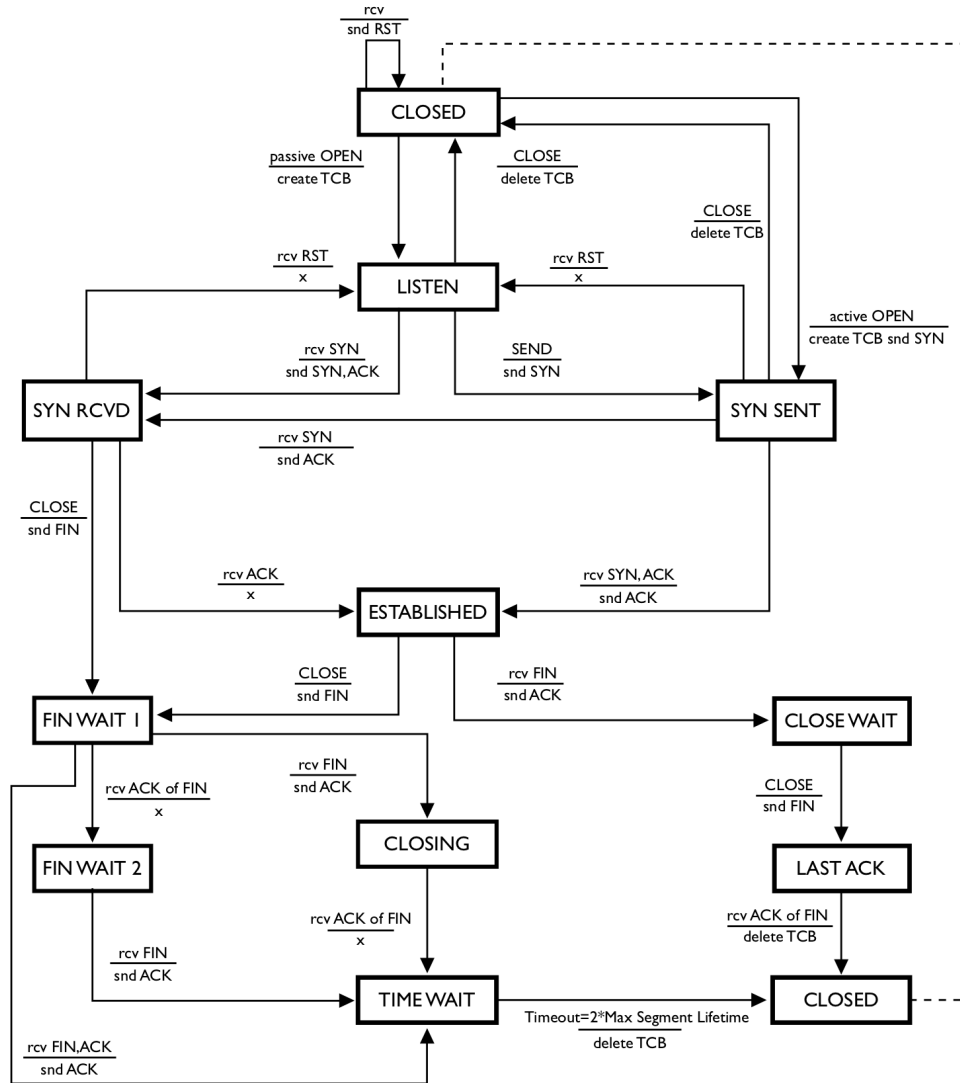 rcv
snd RST
CLOSED
passive OPEN
create TCB
CLOSE
delete TCB
CLOSE
delete TCB
rcv RST
x
LISTEN
rcv RST
x
active OPEN
create TCB snd SYN
rcv SYN
snd SYN, ACK
SEND
snd SYN
SYN RCVD
SYN SENT
rcv SYN
snd ACK
CLOSE
snd FIN
rcv ACK
x
ESTABLISHED
rcv SYN, ACK
snd ACK
CLOSE
snd FIN
rcv FIN
snd ACK
FIN WAIT 1
CLOSE WAIT
rcv ACK of FIN
x
rcv FIN
snd ACK
CLOSE
snd FIN
FIN WAIT 2
CLOSING
LAST ACK
rcv FIN
snd ACK
rcv ACK of FIN
x
rcv ACK of FIN
delete TCB
TIME WAIT
CLOSED
Timeout=2*Max Segment Lifetime
delete TCB
rcv FIN,ACK
snd ACK